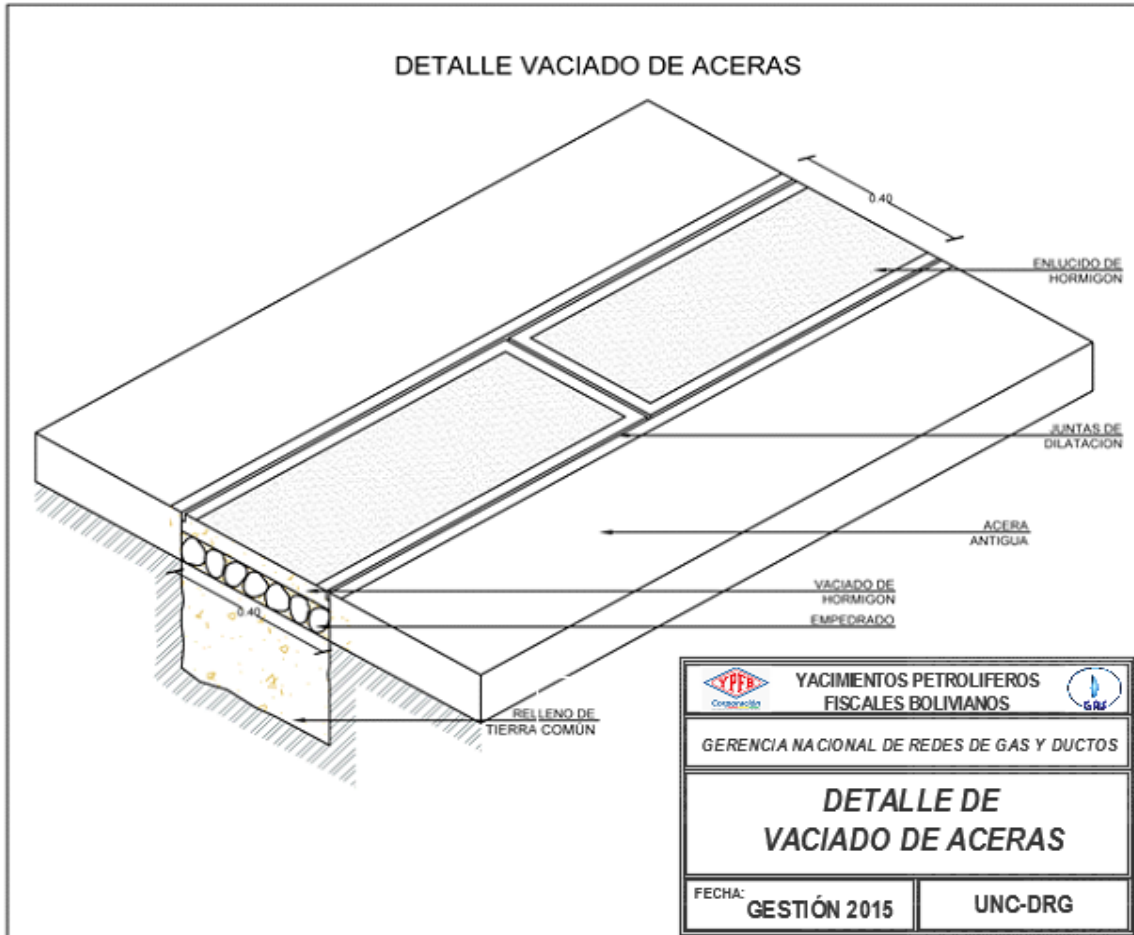 DETALLE VACIADO DE ACERAS
0.40
ENLUCIDO DE
HORMIGON
JUNTAS DE
DILATACION
ACERA
ANTIGUA
VACIADO DE
HORMIGON
EMPEDRADO
0.40
RELLENO DE
TIERRA COMÚN
YPFB
Corporación
YACIMIENTOS PETROLIFEROS
FISCALES BOLIVIANOS
GAS
GERENCIA NACIONAL DE REDES DE GAS Y DUCTOS
DETALLE DE
VACIADO DE ACERAS
FECHA: GESTIÓN 2015
UNC-DRG